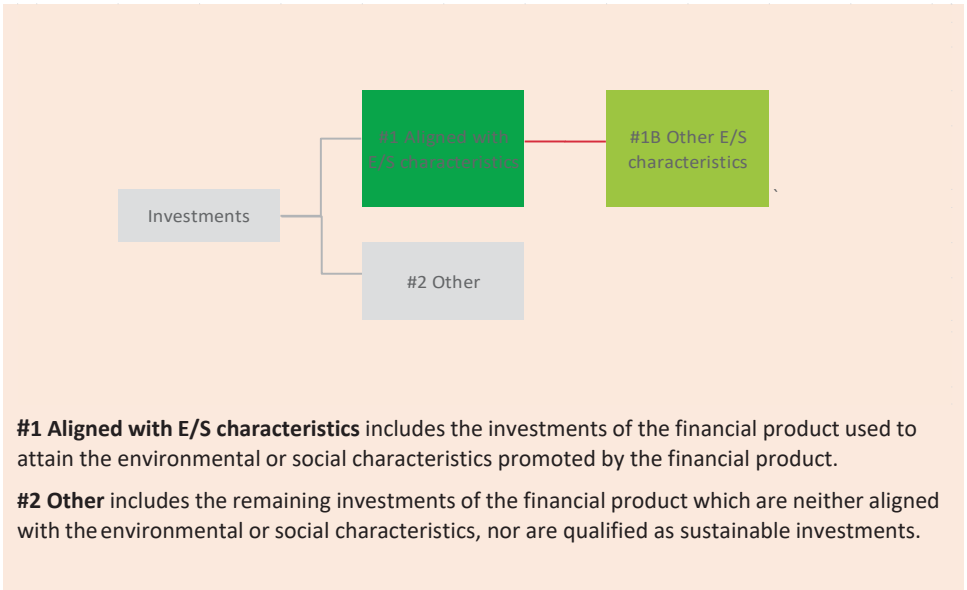 #1 Aligned with
E/S characteristics
#1B Other E/S
characteristics
`
Investments
#2 Other
#1 Aligned with E/S characteristics includes the investments of the financial product used to
attain the environmental or social characteristics promoted by the financial product.
#2 Other includes the remaining investments of the financial product which are neither aligned
with the environmental or social characteristics, nor are qualified as sustainable investments.